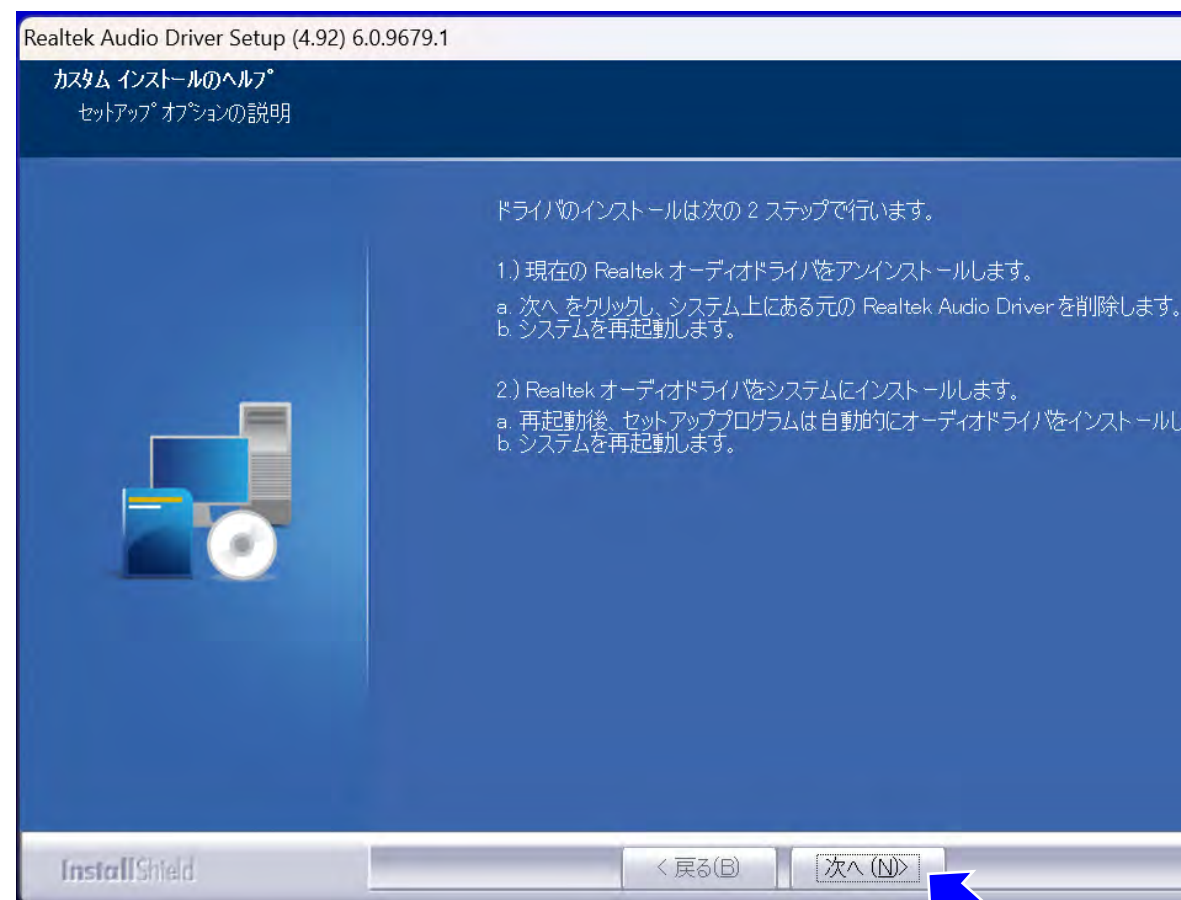 Realtek Audio Driver Setup (4.92) 6.0.9679.1
カスタム インストールのヘルプ
セットアップ オプションの説明
ドライバのインストールは次の 2 ステップで行います。
1.) 現在の Realtek オーディオドライバをアンインストールします。
a. 次へ をクリックし、システム上にある元の Realtek Audio Driver を削除します。
b. システムを再起動します。
2.) Realtek オーディオドライバをシステムにインストールします。
a. 再起動後、セットアッププログラムは自動的にオーディオドライバをインストールし
b. システムを再起動します。
InstallShield
< 戻る(B) 次へ (N)>